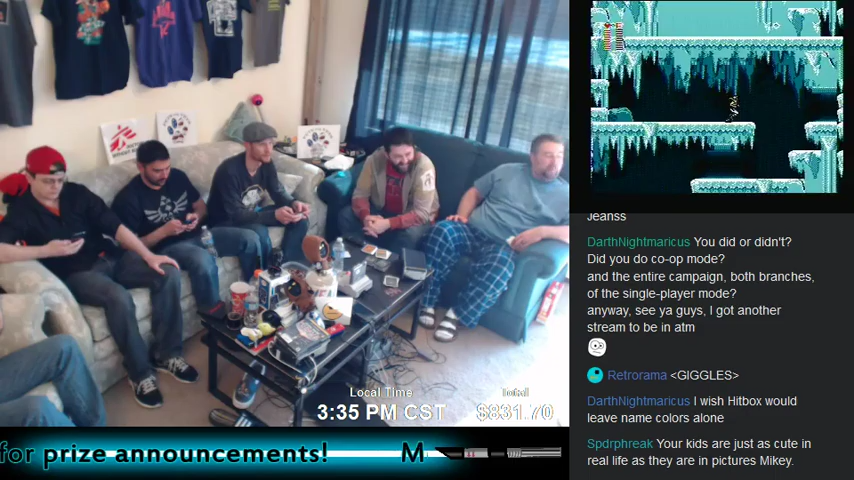 Jeanss
DarthNightmaricus You did or didn't?
Did you do co-op mode?
and the entire campaign, both branches,
of the single-player mode?
anyway, see ya guys, I got another
stream to be in atm
Retrorama <GIGGLES>
DarthNightmaricus I wish Hitbox would
leave name colors alone
Spdrphreak Your kids are just as cute in
real life as they are in pictures Mikey.
Local Time
Total
3:35 PM CST
$831.70
for prize announcements!
M